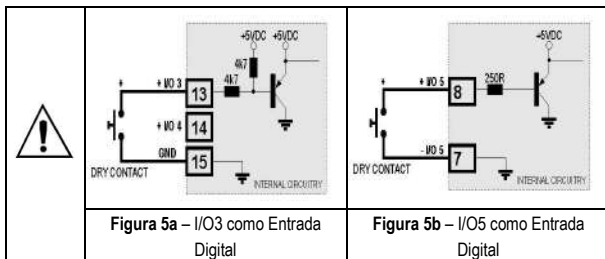 +5VDC +5VDC
4k7
4k7
+ + I/O 3 13
+ I/O 4 14
GND 15
DRY CONTACT
INTERNAL CIRCUITRY
Figura 5a – I/O3 como Entrada
Digital
+5VDC
250R
+ + I/O 5 8
- I/O 5 7
DRY CONTACT
INTERNAL CIRCUITRY
Figura 5b – I/O5 como Entrada
Digital